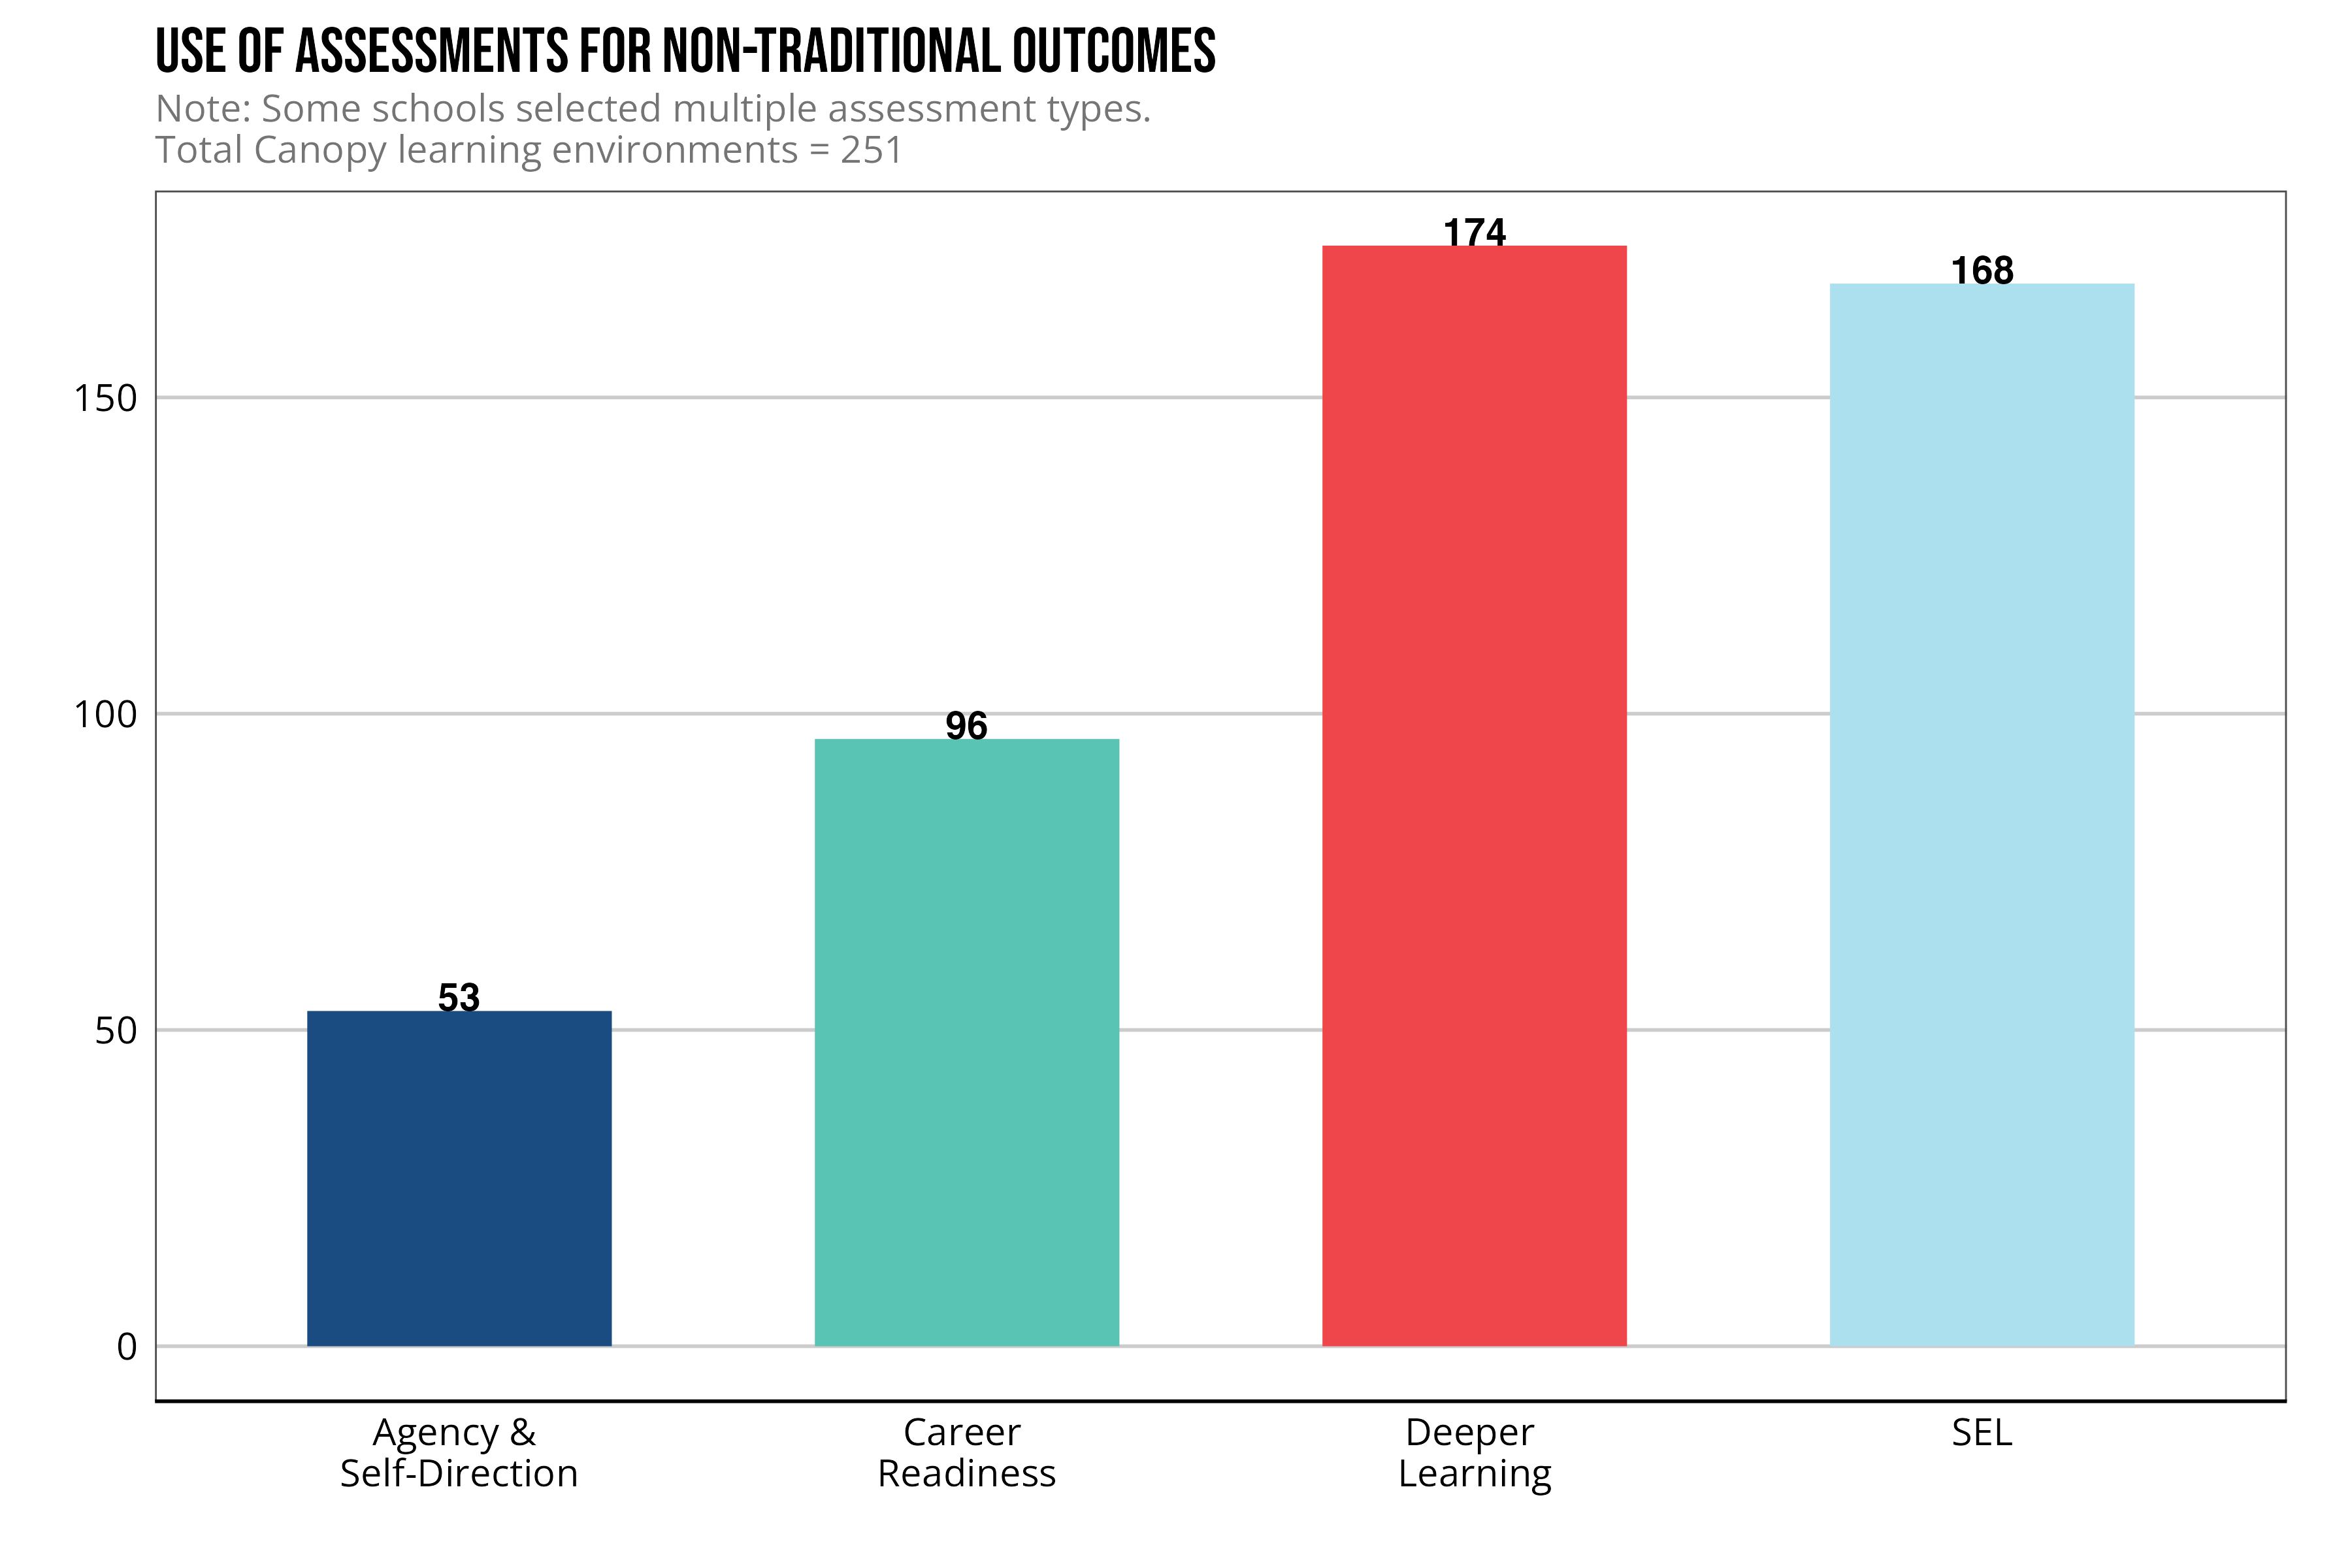 USE OF ASSESSMENTS FOR NON-TRADITIONAL OUTCOMES
Note: Some schools selected multiple assessment types.
Total Canopy learning environments = 251
174
168
150
100
96
53
50
0
Agency &
Self-Direction
Career
Readiness
Deeper
Learning
SEL